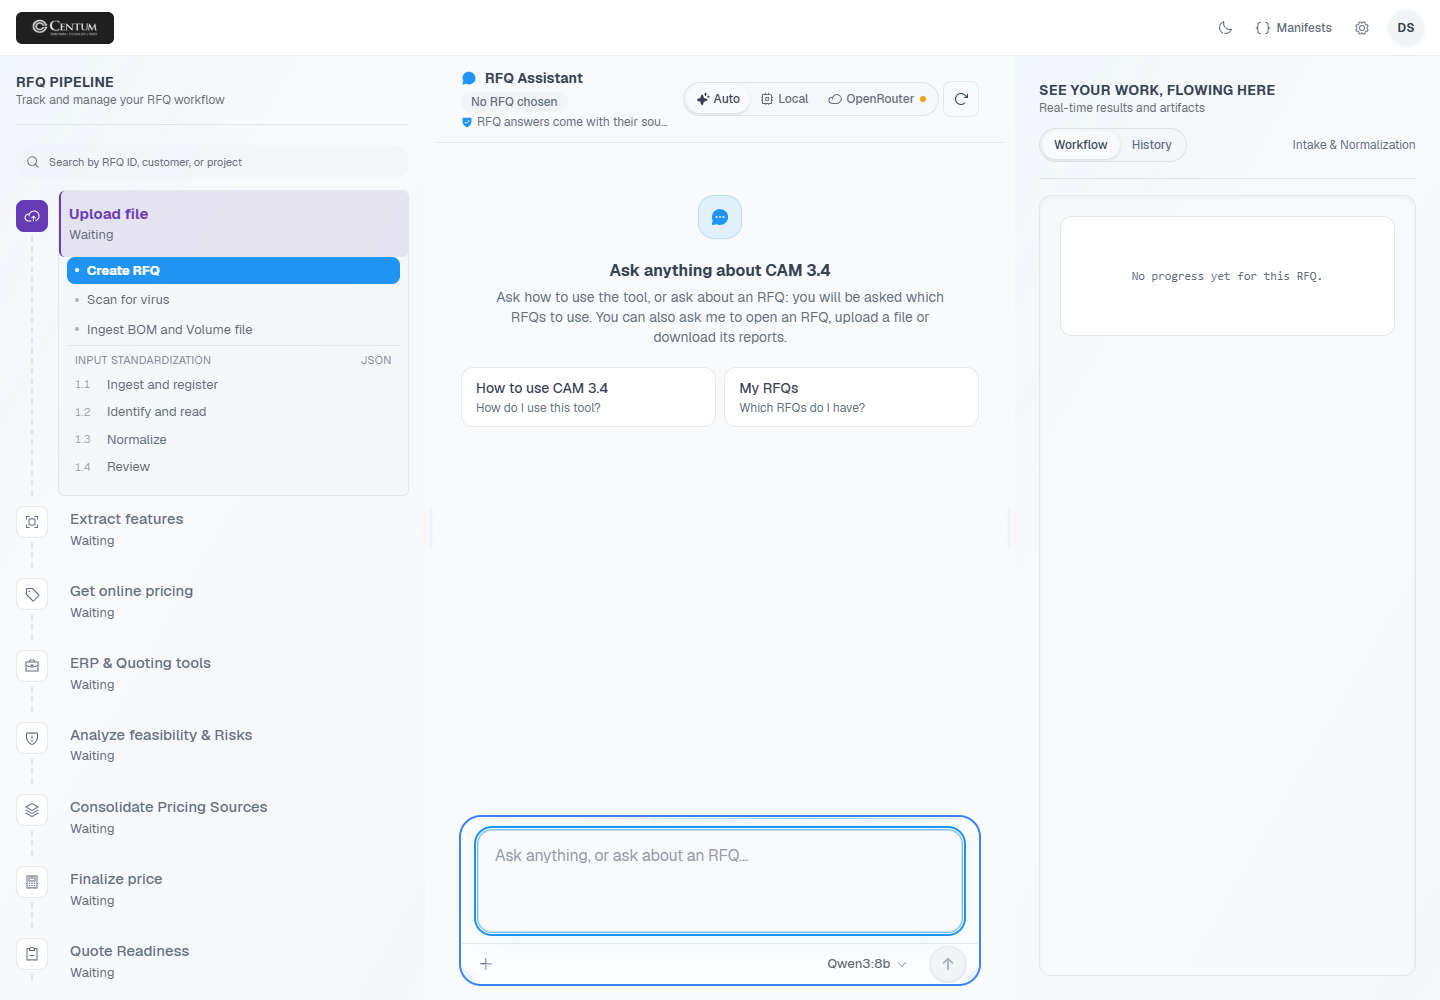 CENTUM
{ } Manifests
DS
RFQ PIPELINE
Track and manage your RFQ workflow
Search by RFQ ID, customer, or project
Upload file
Waiting
Create RFQ
Scan for virus
Ingest BOM and Volume file
INPUT STANDARDIZATION JSON
1.1 Ingest and register
1.2 Identify and read
1.3 Normalize
1.4 Review
Extract features
Waiting
Get online pricing
Waiting
ERP & Quoting tools
Waiting
Analyze feasibility & Risks
Waiting
Consolidate Pricing Sources
Waiting
Finalize price
Waiting
Quote Readiness
Waiting
RFQ Assistant
No RFQ chosen
RFQ answers come with their sou...
Auto Local OpenRouter
Ask anything about CAM 3.4
Ask how to use the tool, or ask about an RFQ: you will be asked which
RFQs to use. You can also ask me to open an RFQ, upload a file or
download its reports.
How to use CAM 3.4
How do I use this tool?
My RFQs
Which RFQs do I have?
Ask anything, or ask about an RFQ...
Qwen3:8b
SEE YOUR WORK, FLOWING HERE
Real-time results and artifacts
Workflow History Intake & Normalization
No progress yet for this RFQ.